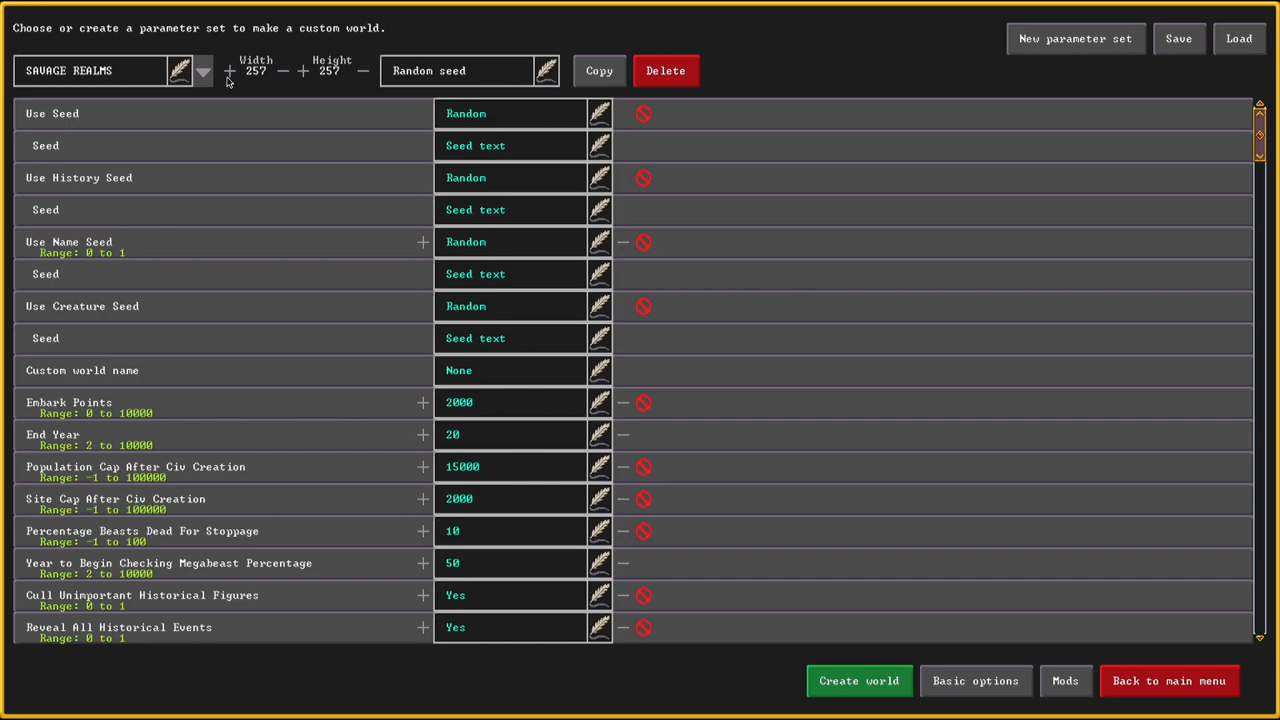 Choose or create a parameter set to make a custom world.
New parameter set Save Load
SAVAGE REALMS
Width
257
Height
257
Random seed
Copy
Delete
Use Seed Random
Seed Seed text
Use History Seed Random
Seed Seed text
Use Name Seed Random
Range: 0 to 1
Seed Seed text
Use Creature Seed Random
Seed Seed text
Custom world name None
Embark Points 2000
Range: 0 to 10000
End Year 20
Range: 2 to 10000
Population Cap After Civ Creation 15000
Range: -1 to 100000
Site Cap After Civ Creation 2000
Range: -1 to 100000
Percentage Beasts Dead For Stoppage 10
Range: -1 to 100
Year to Begin Checking Megabeast Percentage 50
Range: 2 to 10000
Cull Unimportant Historical Figures Yes
Range: 0 to 1
Reveal All Historical Events Yes
Range: 0 to 1
Create world Basic options Mods Back to main menu